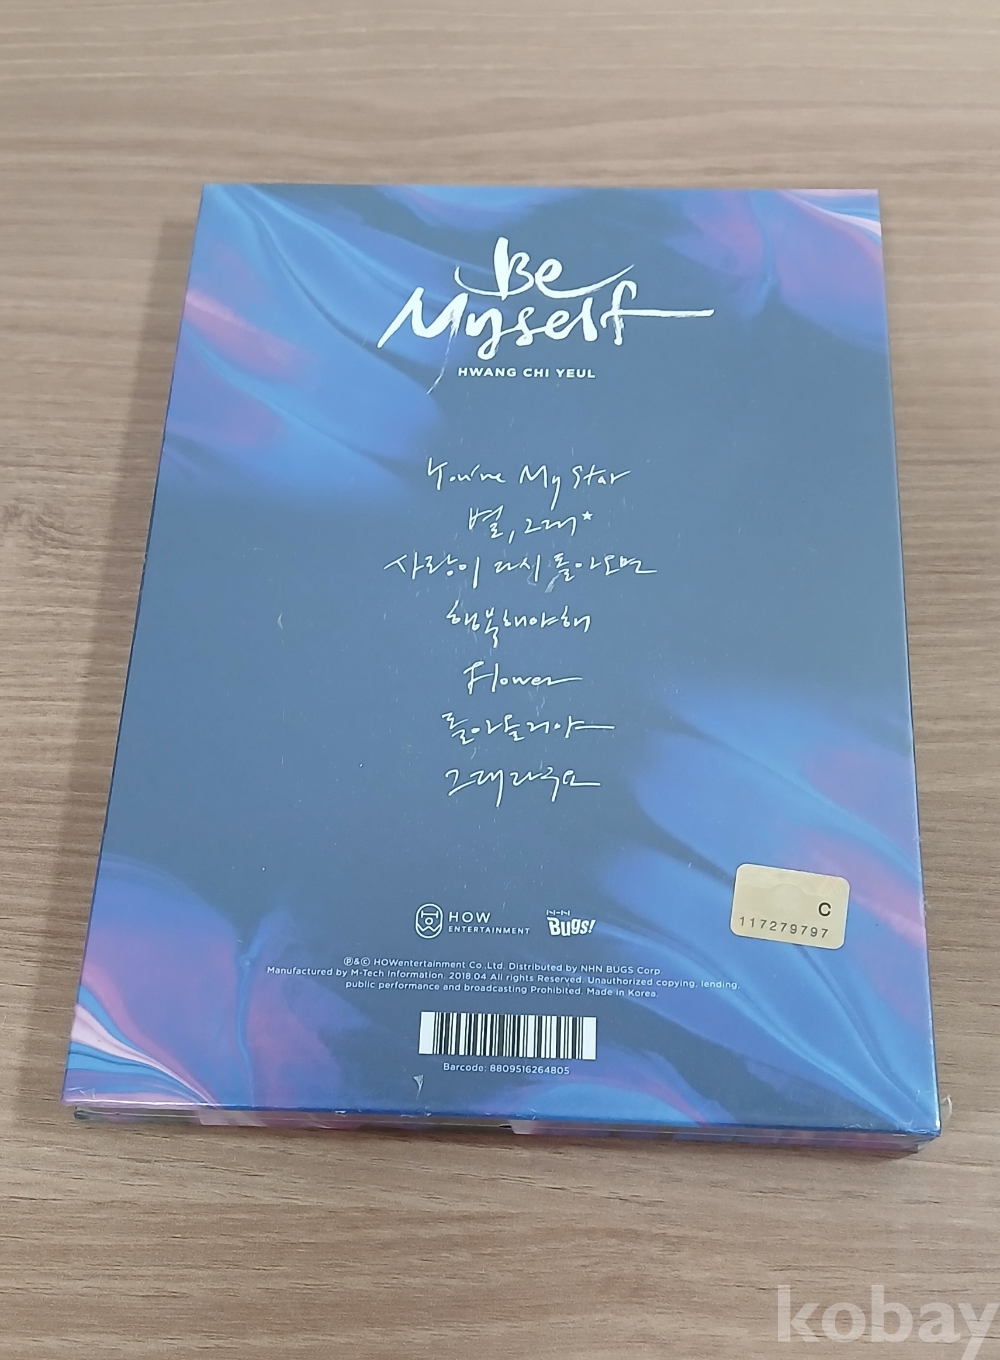 Be
Myself
HWANG CHI YEUL
You're My Star
별, 그대*
사랑이 다시 돌아오면
행복해야해
Flower
돌아올거야
그대라구요
HOW
ENTERTAINMENT
NHN
Bugs!
C
117279797
℗&© HOWentertainment Co.,Ltd. Distributed by NHN BUGS Corp
Manufactured by M-Tech Information. 2018.04 All rights Reserved. Unauthorized copying, lending,
public performance and broadcasting Prohibited. Made in Korea.
Barcode: 8809516264805
kobay